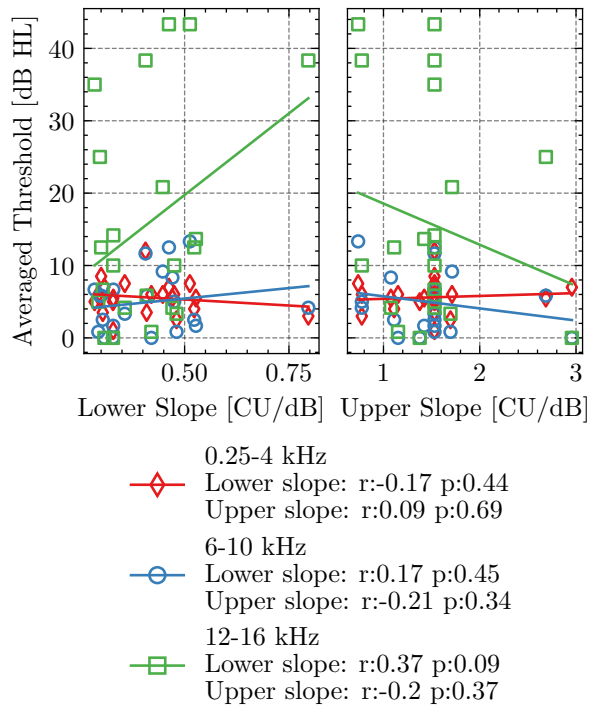 Averaged Threshold [dB HL]
40
30
20
10
0
0.50
0.75
1
2
3
Lower Slope [CU/dB]
Upper Slope [CU/dB]
0.25-4 kHz
Lower slope: r:-0.17 p:0.44
Upper slope: r:0.09 p:0.69
6-10 kHz
Lower slope: r:0.17 p:0.45
Upper slope: r:-0.21 p:0.34
12-16 kHz
Lower slope: r:0.37 p:0.09
Upper slope: r:-0.2 p:0.37